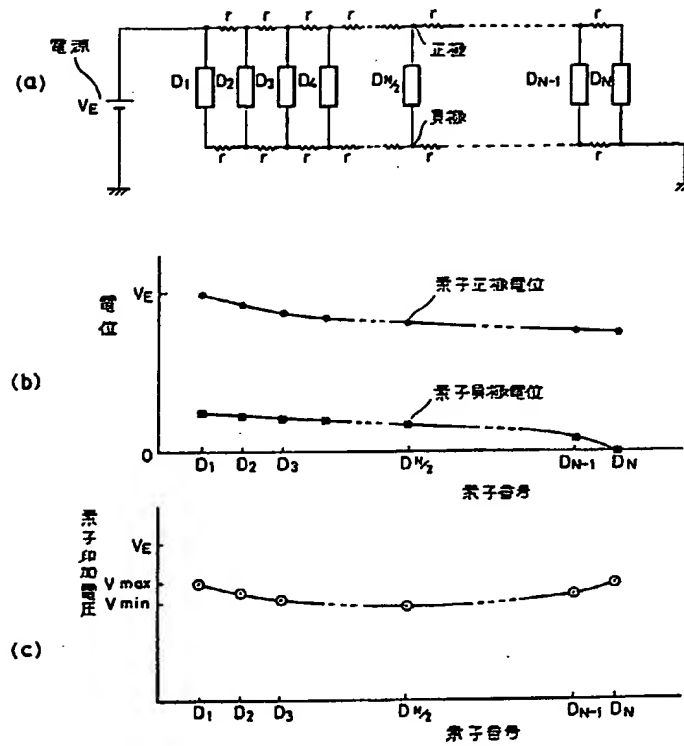 (a)
電源
VE
r r r r r r
D1 D2 D3 D4 DN/2 DN-1 DN
正極
負極
r r r r r r
(b)
電位
VE
0
素子正極電位
素子負極電位
D1 D2 D3 DN/2 DN-1 DN
素子番号
(c)
素子印加電圧
VE
V max
V min
D1 D2 D3 DN/2 DN-1 DN
素子番号